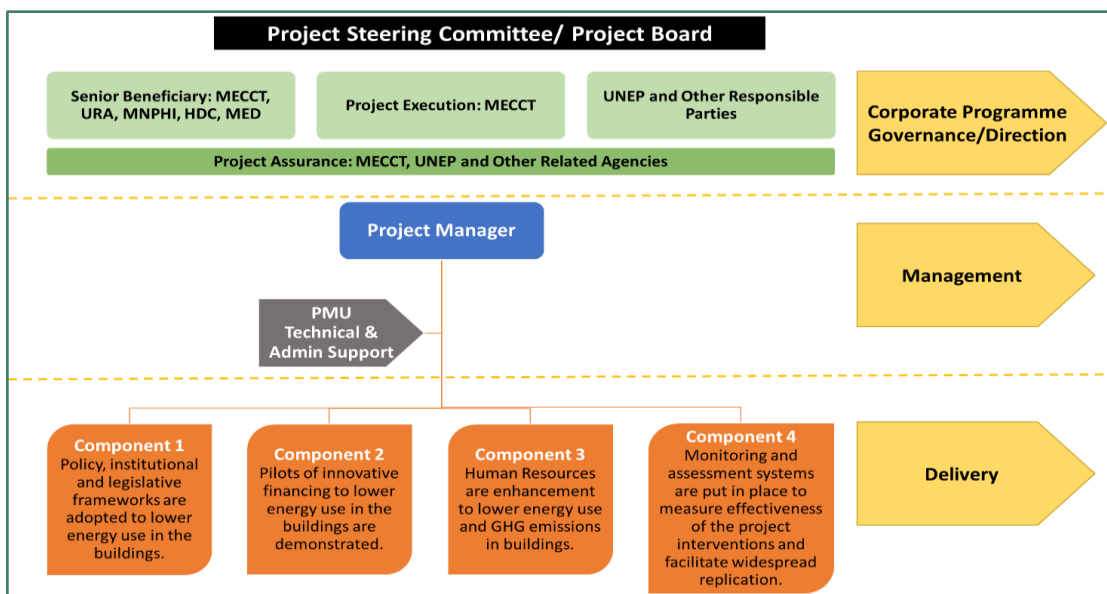 Project Steering Committee/ Project Board
Senior Beneficiary: MECCT,
URA, MNPHI, HDC, MED
Project Execution: MECCT
UNEP and Other Responsible
Parties
Project Assurance: MECCT, UNEP and Other Related Agencies
Corporate Programme
Governance/Direction
Project Manager
PMU
Technical &
Admin Support
Management
Component 1
Policy, institutional
and legislative
frameworks are
adopted to lower
energy use in the
buildings.
Component 2
Pilots of innovative
financing to lower
energy use in the
buildings are
demonstrated.
Component 3
Human Resources
are enhancement
to lower energy use
and GHG emissions
in buildings.
Component 4
Monitoring and
assessment systems
are put in place to
measure effectiveness
of the project
interventions and
facilitate widespread
replication.
Delivery